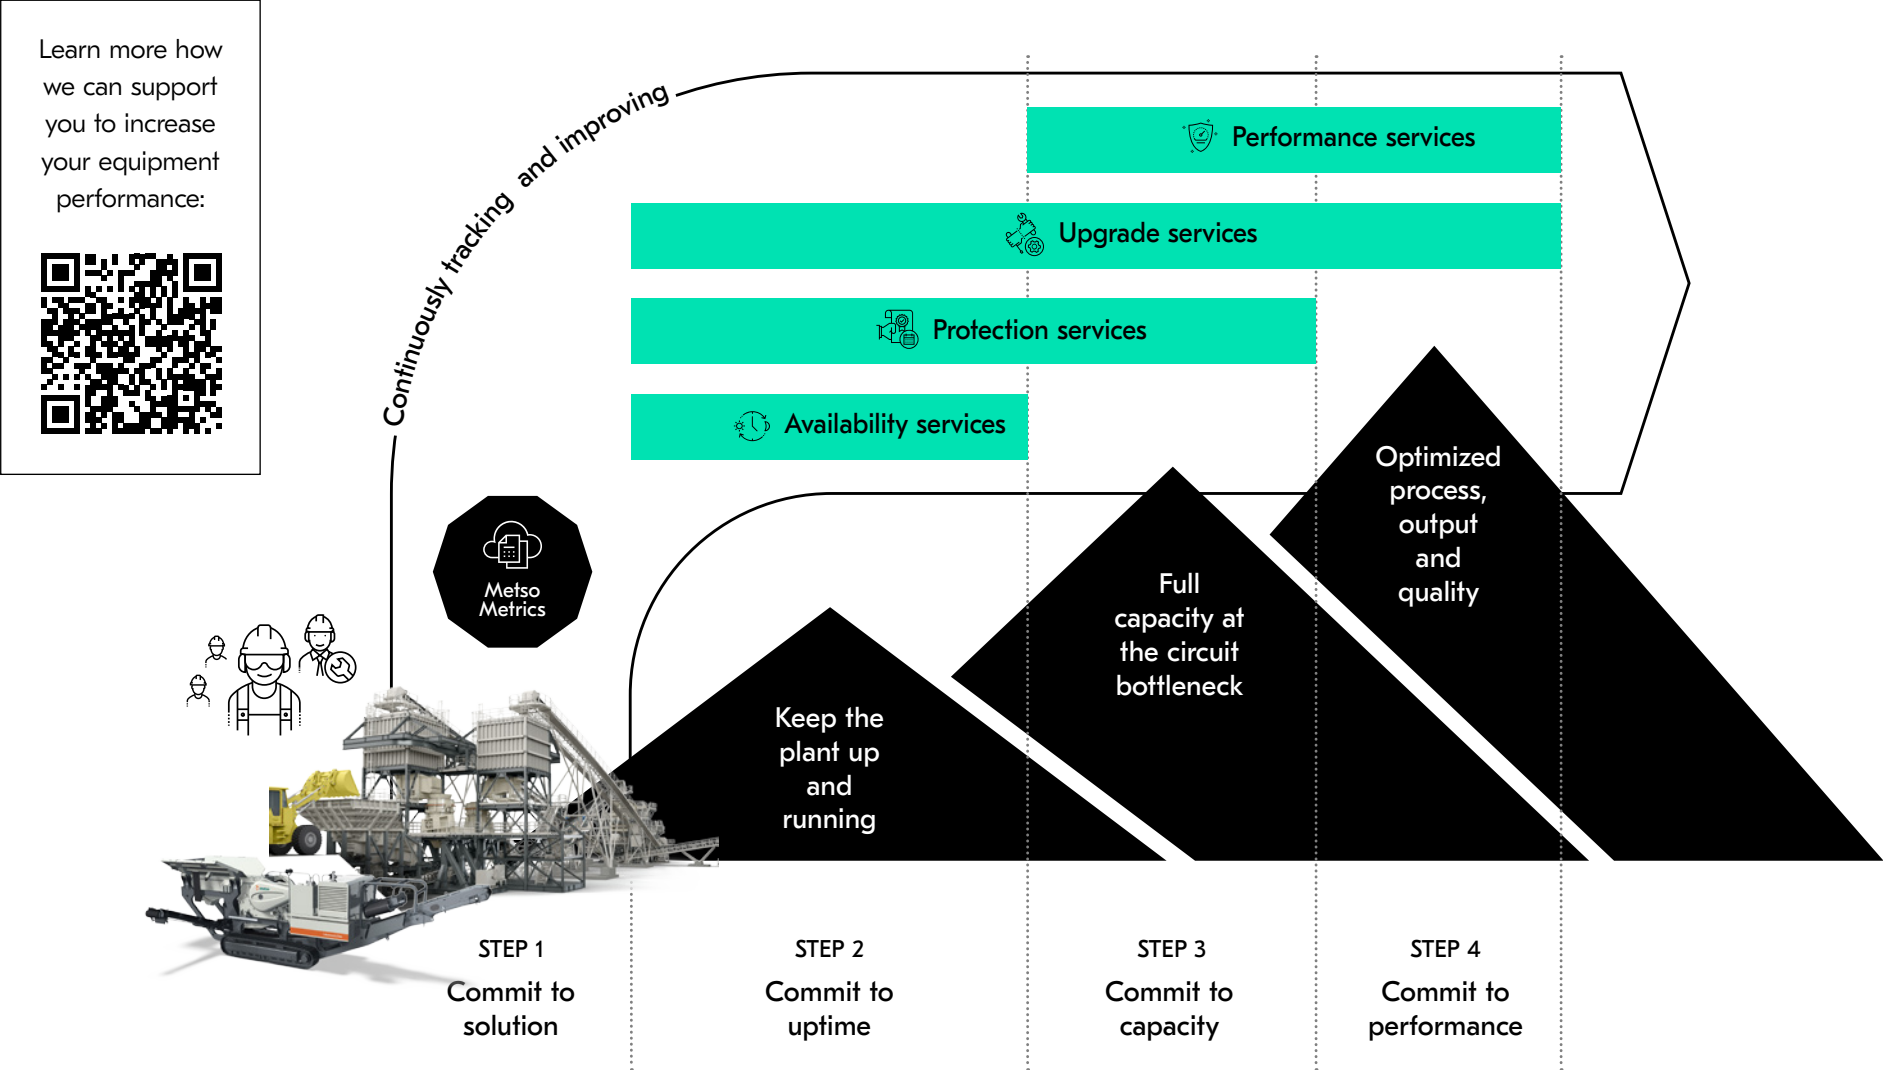 Learn more how
we can support
you to increase
your equipment
performance:
Continuously tracking and improving
Performance services
Upgrade services
Protection services
Availability services
Metso
Metrics
Keep the
plant up
and
running
Full
capacity at
the circuit
bottleneck
Optimized
process,
output
and
quality
STEP 1
Commit to
solution
STEP 2
Commit to
uptime
STEP 3
Commit to
capacity
STEP 4
Commit to
performance